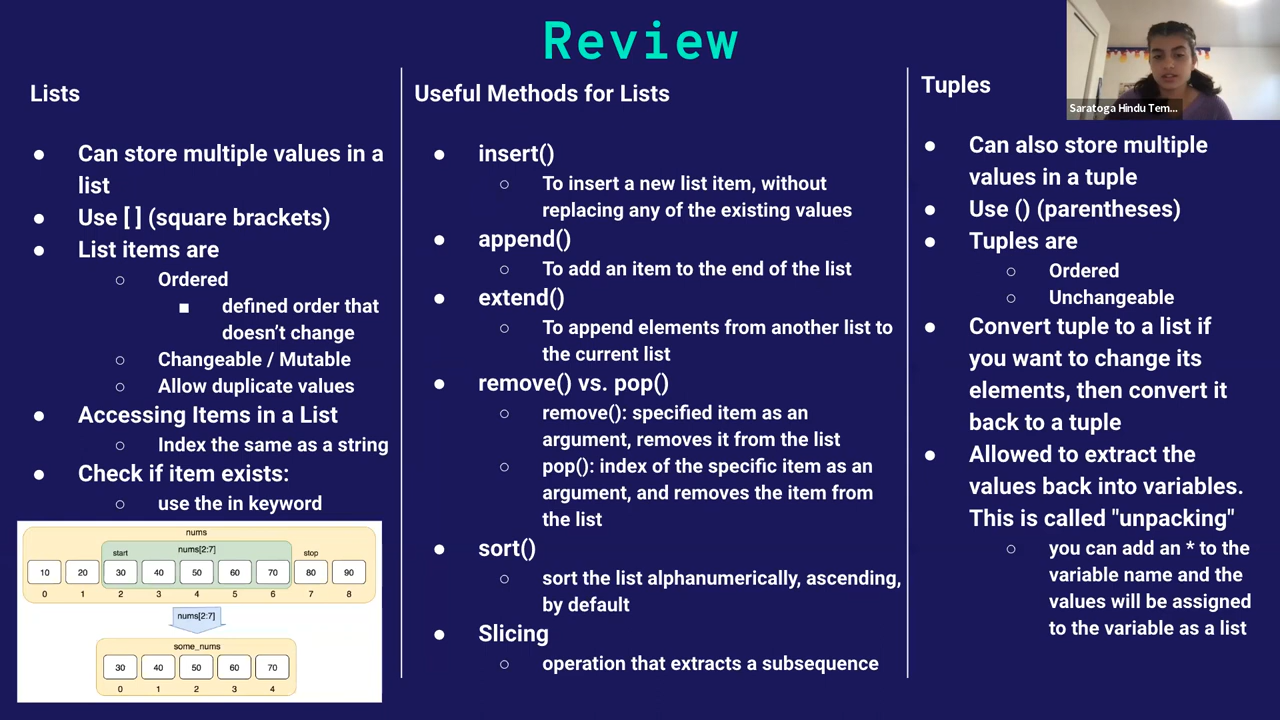 Review
Saratoga Hindu Tem...
Lists
Can store multiple values in a
list
Use [ ] (square brackets)
List items are
Ordered
defined order that
doesn’t change
Changeable / Mutable
Allow duplicate values
Accessing Items in a List
Index the same as a string
Check if item exists:
use the in keyword
nums
start
nums[2:7]
stop
10 20 30 40 50 60 70 80 90
0 1 2 3 4 5 6 7 8
nums[2:7]
some_nums
30 40 50 60 70
0 1 2 3 4
Useful Methods for Lists
insert()
To insert a new list item, without
replacing any of the existing values
append()
To add an item to the end of the list
extend()
To append elements from another list to
the current list
remove() vs. pop()
remove(): specified item as an
argument, removes it from the list
pop(): index of the specific item as an
argument, and removes the item from
the list
sort()
sort the list alphanumerically, ascending,
by default
Slicing
operation that extracts a subsequence
Tuples
Can also store multiple
values in a tuple
Use () (parentheses)
Tuples are
Ordered
Unchangeable
Convert tuple to a list if
you want to change its
elements, then convert it
back to a tuple
Allowed to extract the
values back into variables.
This is called "unpacking"
you can add an * to the
variable name and the
values will be assigned
to the variable as a list